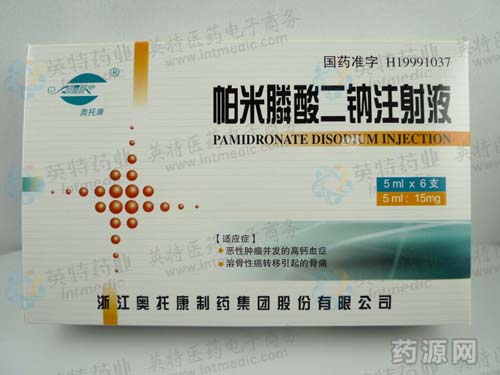 国药准字 H19991037
®
奥托康
帕米膦酸二钠注射液
PAMIDRONATE DISODIUM INJECTION
5 ml x 6 支
5 ml : 15mg
【适应症】
· 恶性肿瘤并发的高钙血症
· 溶骨性癌转移引起的骨痛
浙江奥托康制药集团股份有限公司
英特药业 英特医药电子商务
Intmedic www.intmedic.com
药源网